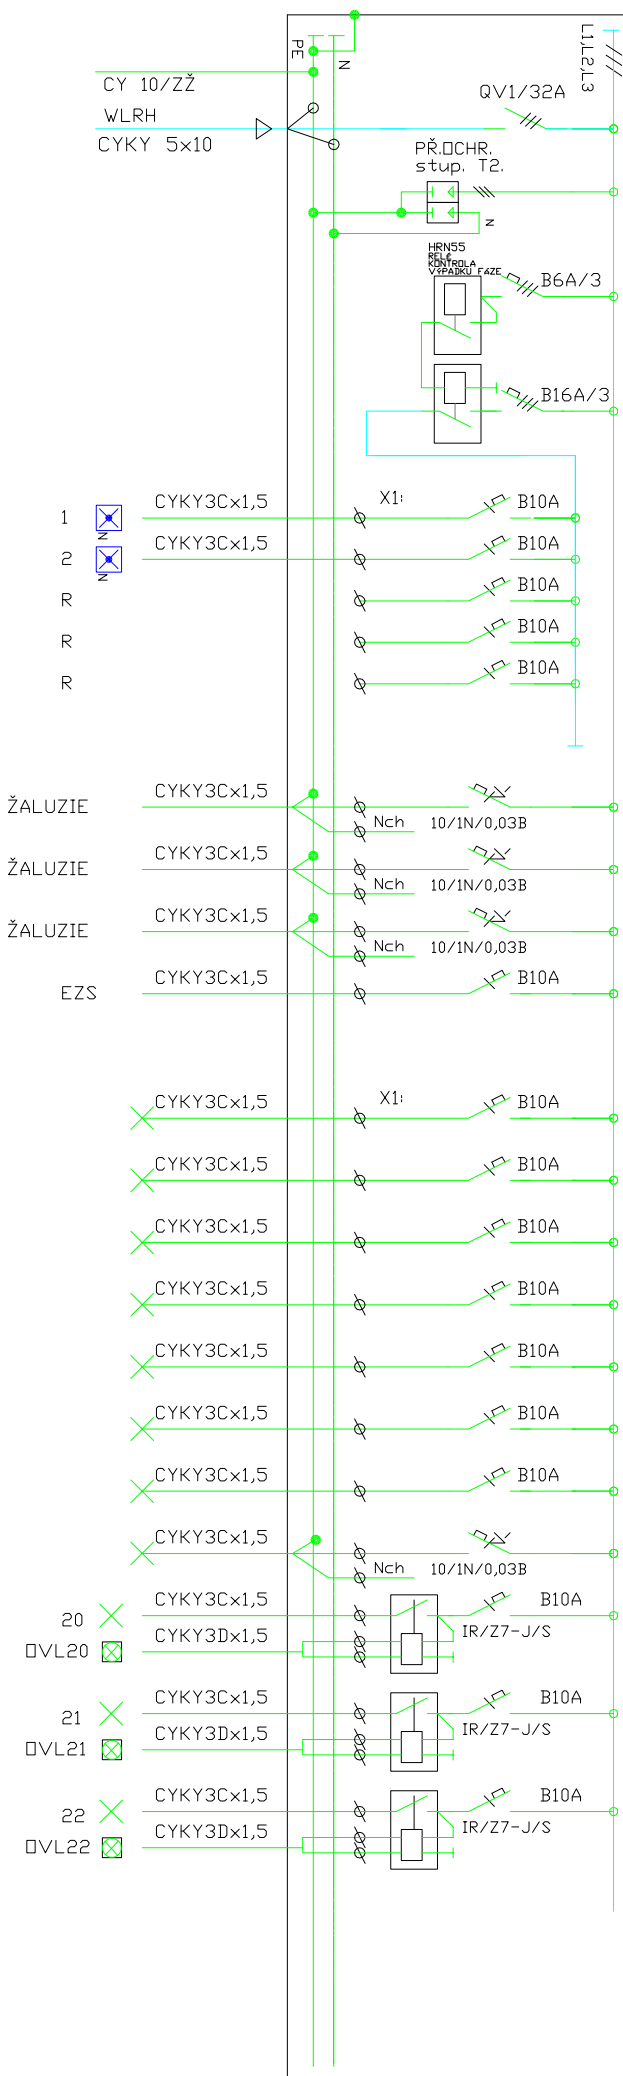 PE
N
L1,L2,L3
CY 10/ZŽ
WLRH
CYKY 5x10
QV1/32A
PŘ.OCHR.
stup. T2.
N
HRN55
RELÉ
KONTROLA
VÝPADKU FÁZE
B6A/3
B16A/3
1 N CYKY3Cx1,5 X1: B10A
2 N CYKY3Cx1,5 B10A
R B10A
R B10A
R B10A
ŽALUZIE CYKY3Cx1,5 Nch 10/1N/0,03B
ŽALUZIE CYKY3Cx1,5 Nch 10/1N/0,03B
ŽALUZIE CYKY3Cx1,5 Nch 10/1N/0,03B
EZS CYKY3Cx1,5 B10A
CYKY3Cx1,5 X1: B10A
CYKY3Cx1,5 B10A
CYKY3Cx1,5 B10A
CYKY3Cx1,5 B10A
CYKY3Cx1,5 B10A
CYKY3Cx1,5 B10A
CYKY3Cx1,5 B10A
CYKY3Cx1,5 Nch 10/1N/0,03B
20 CYKY3Cx1,5 B10A
OVL20 CYKY3Dx1,5 IR/Z7-J/S
21 CYKY3Cx1,5 B10A
OVL21 CYKY3Dx1,5 IR/Z7-J/S
22 CYKY3Cx1,5 B10A
OVL22 CYKY3Dx1,5 IR/Z7-J/S